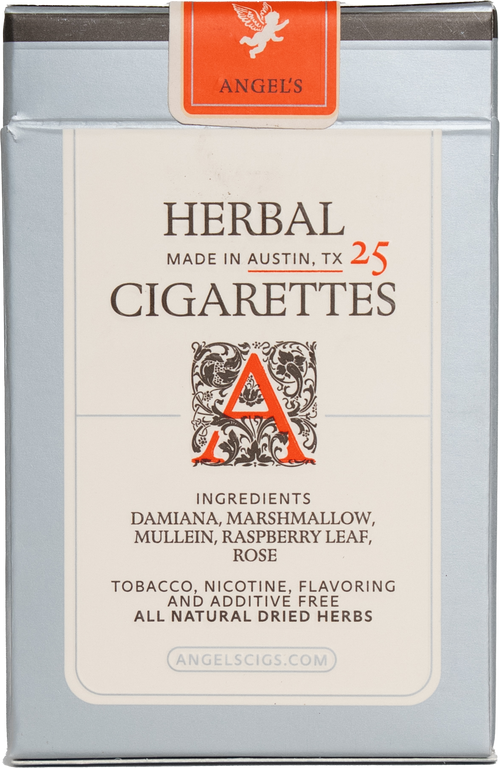 ANGEL'S
HERBAL
MADE IN AUSTIN, TX 25
CIGARETTES
A
INGREDIENTS
DAMIANA, MARSHMALLOW,
MULLEIN, RASPBERRY LEAF,
ROSE
TOBACCO, NICOTINE, FLAVORING
AND ADDITIVE FREE
ALL NATURAL DRIED HERBS
ANGELSCIGS.COM